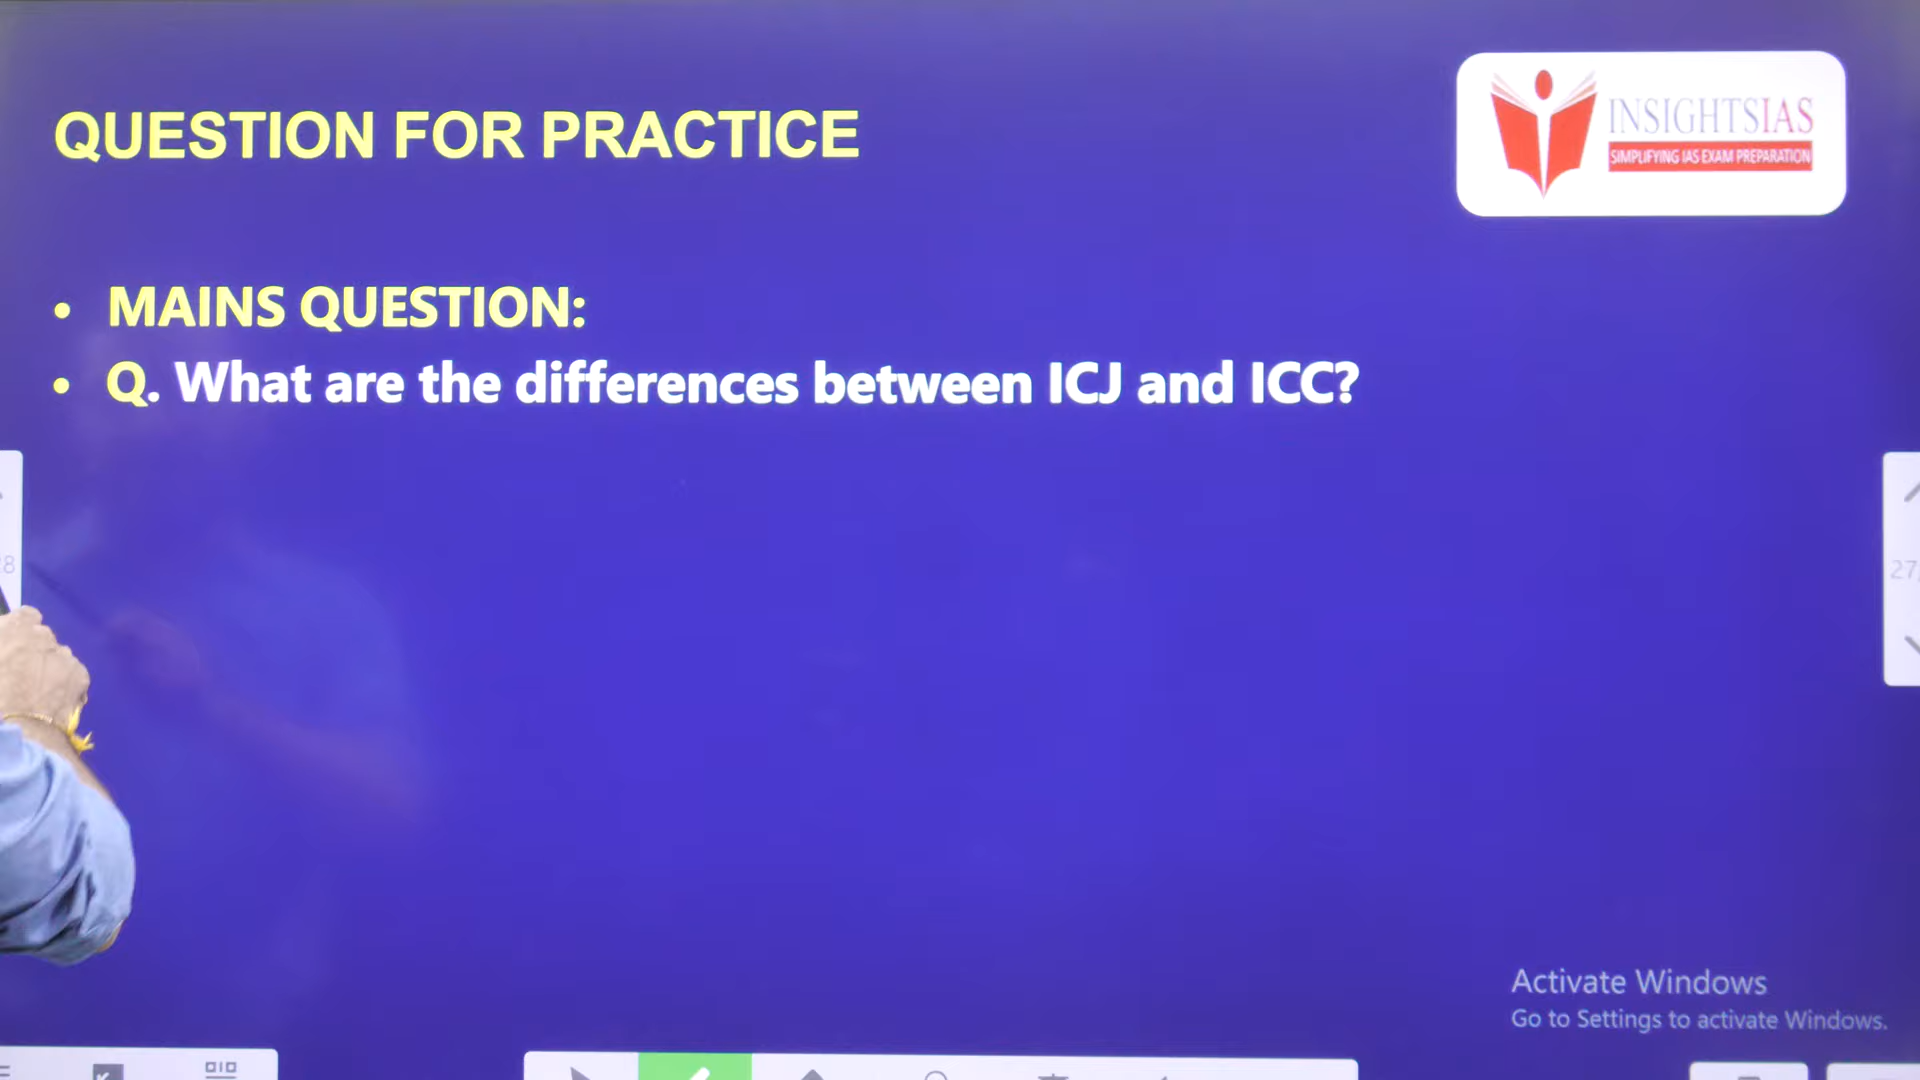 QUESTION FOR PRACTICE
INSIGHTSIAS
SIMPLIFYING IAS EXAM PREPARATION
• MAINS QUESTION:
• Q. What are the differences between ICJ and ICC?
8
27
Activate Windows
Go to Settings to activate Windows.